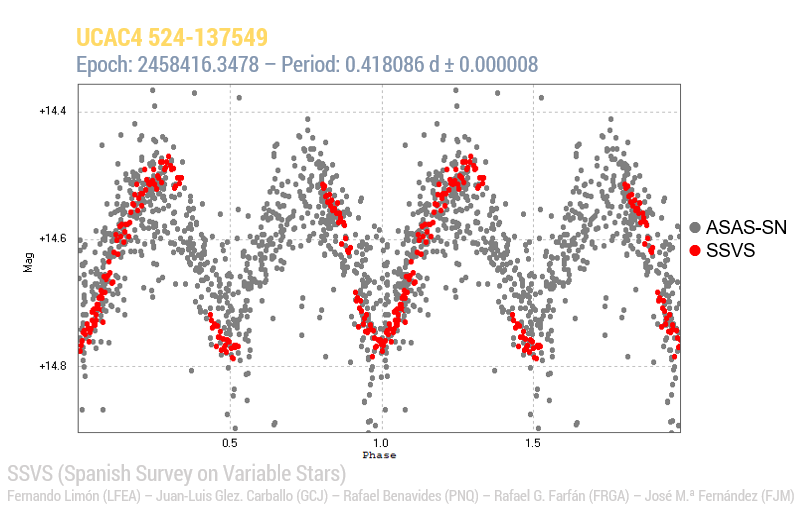 UCAC4 524-137549
Epoch: 2458416.3478 – Period: 0.418086 d ± 0.000008
+14.4
+14.6
+14.8
Mag
0.5
1.0
1.5
Phase
ASAS-SN
SSVS
SSVS (Spanish Survey on Variable Stars)
Fernando Limón (LFEA) – Juan-Luis Glez. Carballo (GCJ) – Rafael Benavides (PNQ) – Rafael G. Farfán (FRGA) – José M.ª Fernández (FJM)